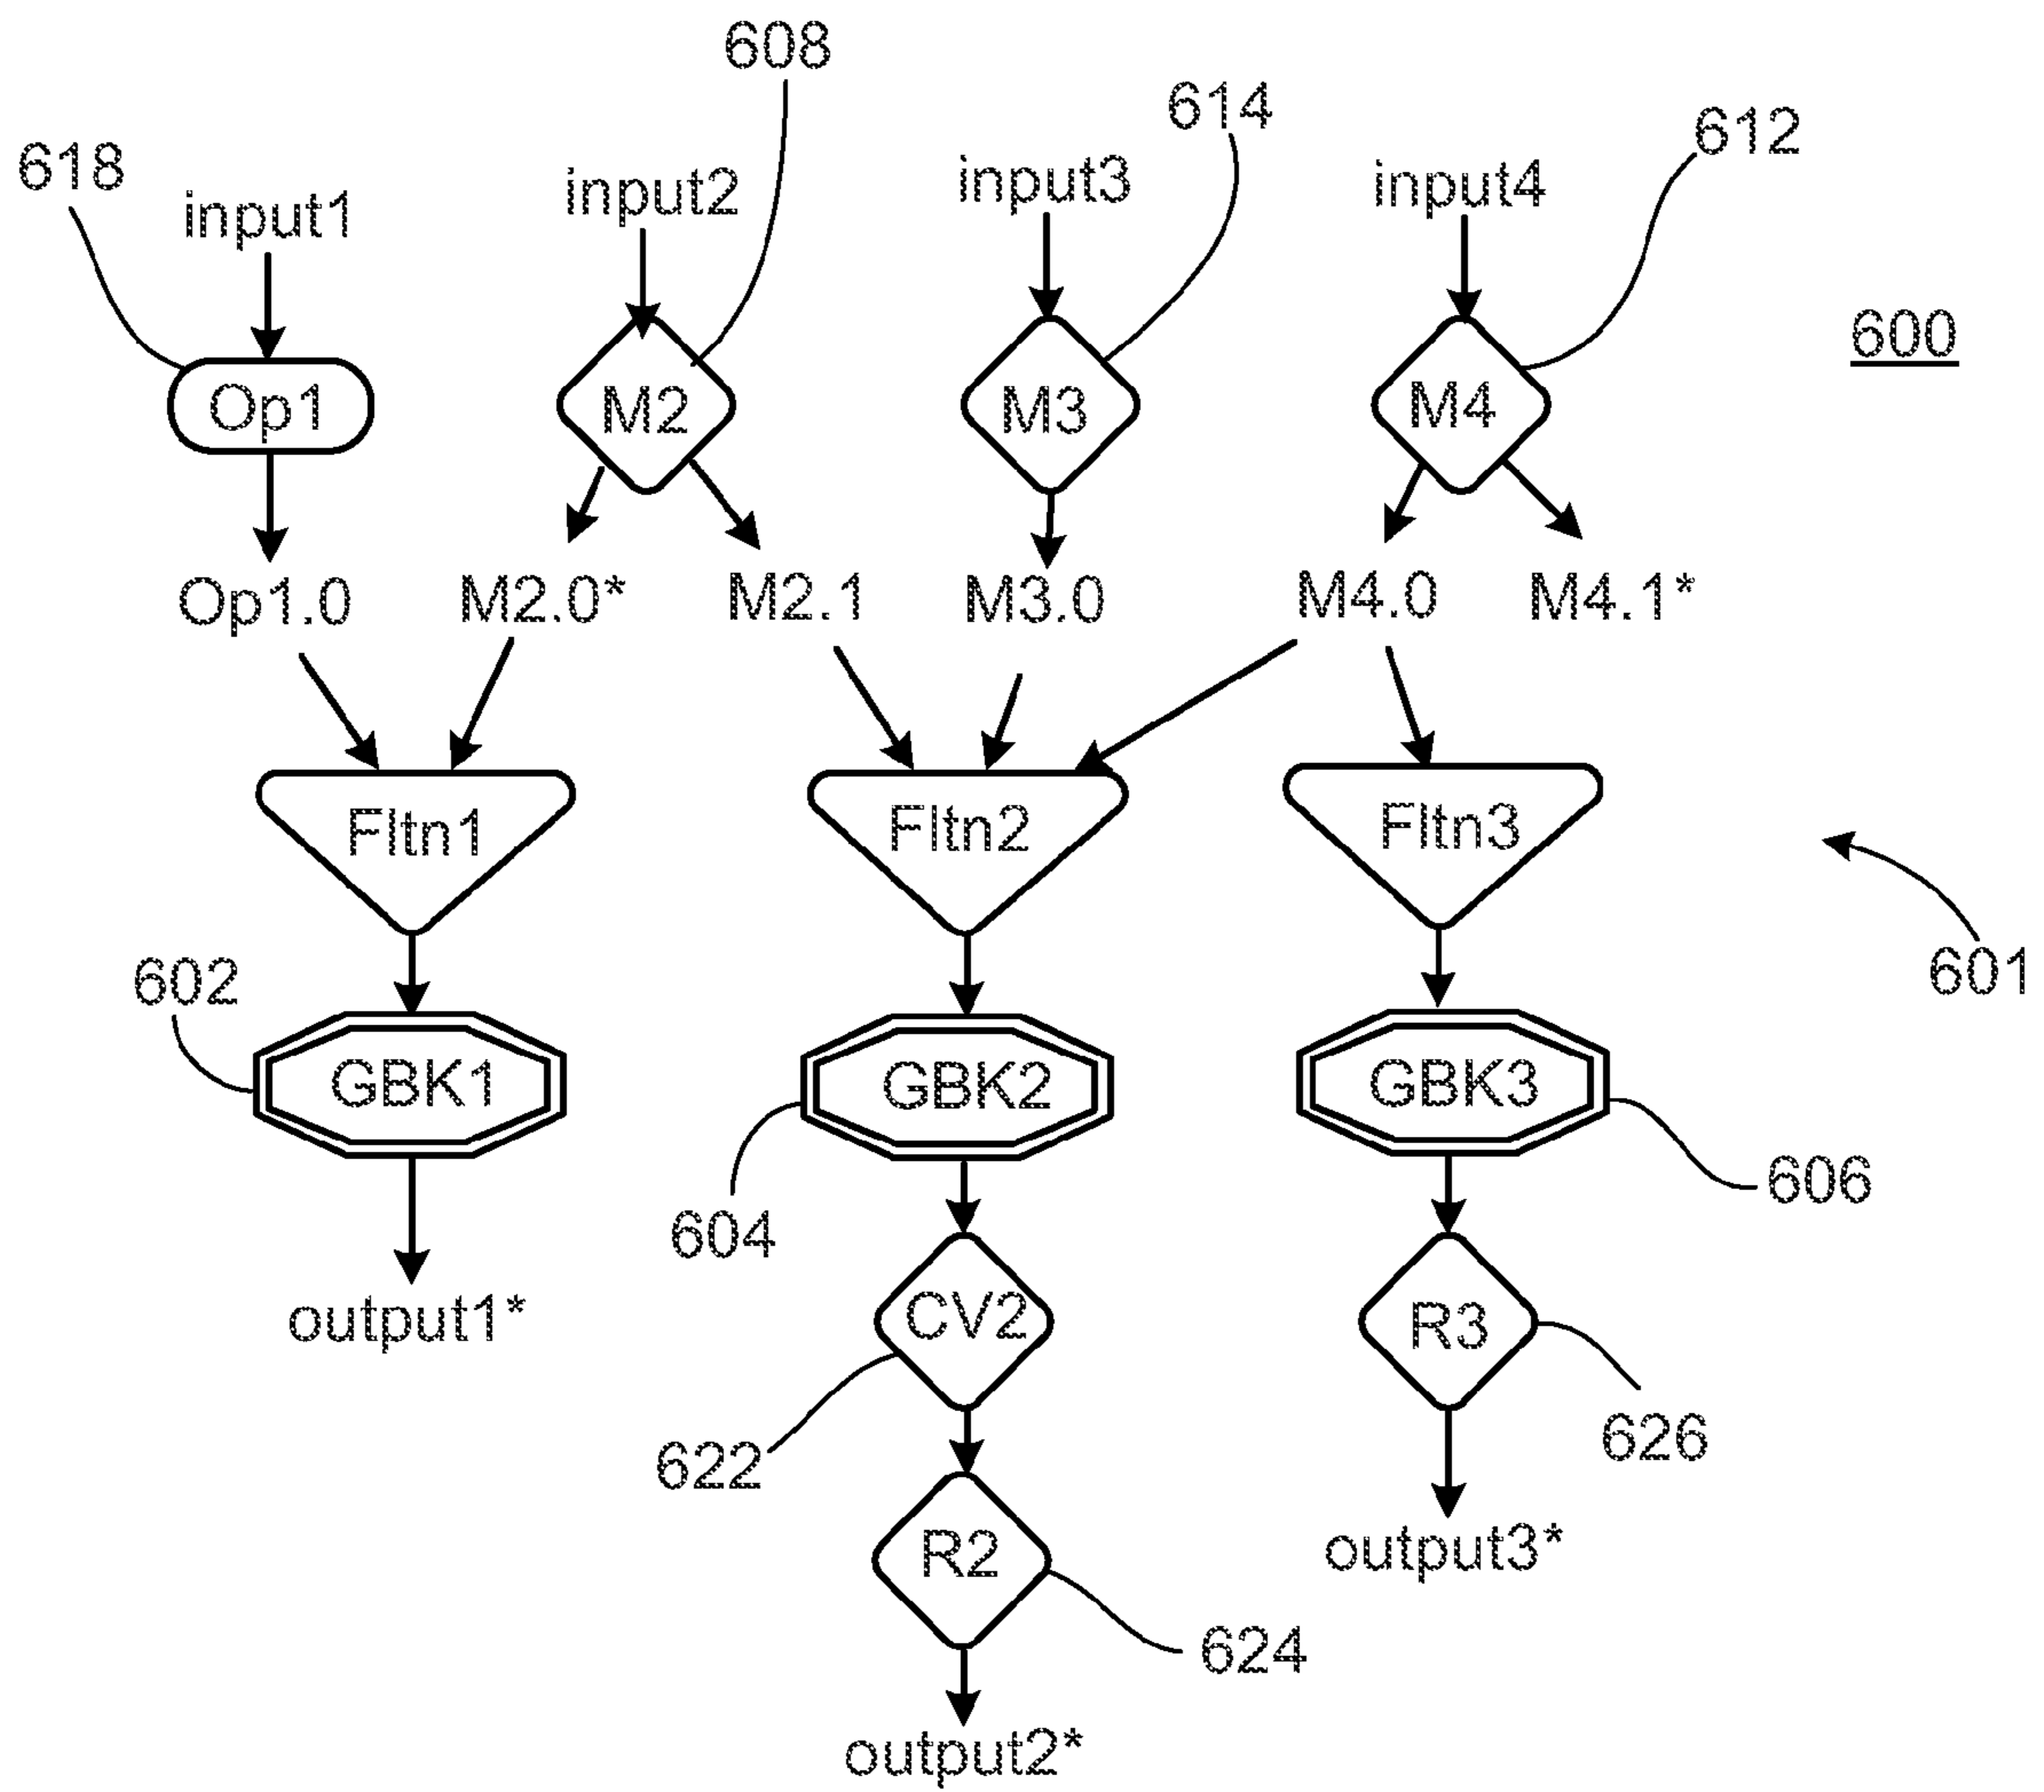 608
614
612
618
input1
input2
input3
input4
600
Op1
M2
M3
M4
Op1.0
M2.0*
M2.1
M3.0
M4.0
M4.1*
Fltn1
Fltn2
Fltn3
601
602
GBK1
GBK2
GBK3
606
604
output1*
CV2
R3
622
626
R2
output3*
624
output2*